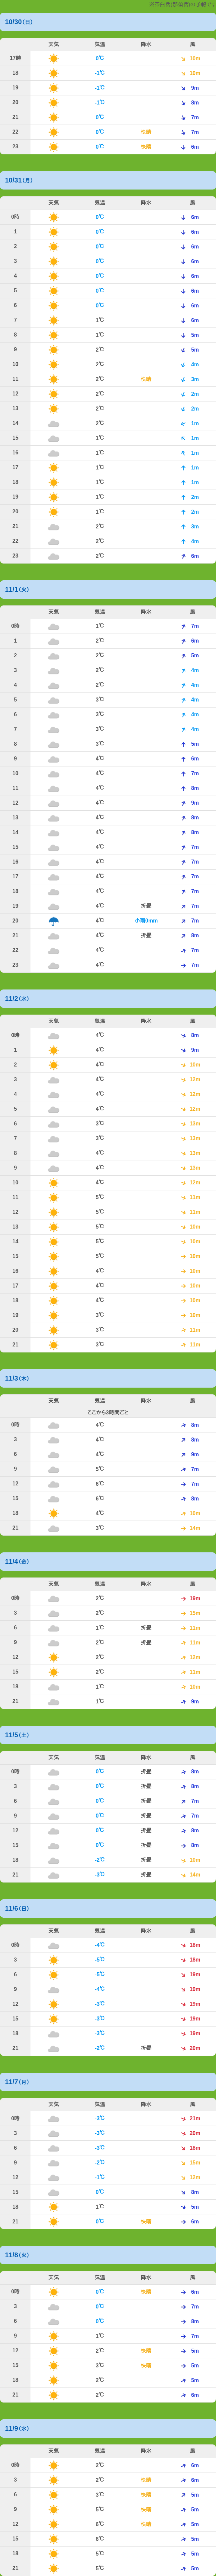 10/30(日)
天気 気温 降水 風
17時 0℃ 10m
18 -1℃ 10m
19 -1℃ 9m
20 -1℃ 8m
21 0℃ 7m
22 0℃ 快晴 7m
23 0℃ 快晴 6m
10/31(月)
天気 気温 降水 風
0時 0℃ 6m
1 0℃ 6m
2 0℃ 6m
3 0℃ 6m
4 0℃ 6m
5 0℃ 6m
6 0℃ 6m
7 1℃ 6m
8 1℃ 5m
9 2℃ 5m
10 2℃ 4m
11 2℃ 快晴 3m
12 2℃ 2m
13 2℃ 2m
14 2℃ 1m
15 1℃ 1m
16 1℃ 1m
17 1℃ 1m
18 1℃ 1m
19 1℃ 2m
20 1℃ 2m
21 2℃ 3m
22 2℃ 4m
23 2℃ 6m
11/1(火)
天気 気温 降水 風
0時 1℃ 7m
1 2℃ 6m
2 2℃ 5m
3 2℃ 4m
4 2℃ 4m
5 3℃ 4m
6 3℃ 4m
7 3℃ 4m
8 3℃ 5m
9 4℃ 6m
10 4℃ 7m
11 4℃ 8m
12 4℃ 9m
13 4℃ 8m
14 4℃ 8m
15 4℃ 7m
16 4℃ 7m
17 4℃ 7m
18 4℃ 7m
19 4℃ 折畳 7m
20 4℃ 小雨0mm 7m
21 4℃ 折畳 8m
22 4℃ 7m
23 4℃ 7m
11/2(水)
天気 気温 降水 風
0時 4℃ 8m
1 4℃ 9m
2 4℃ 10m
3 4℃ 12m
4 4℃ 12m
5 4℃ 12m
6 3℃ 13m
7 3℃ 13m
8 4℃ 13m
9 4℃ 13m
10 4℃ 12m
11 5℃ 11m
12 5℃ 11m
13 5℃ 10m
14 5℃ 10m
15 5℃ 10m
16 4℃ 10m
17 4℃ 10m
18 4℃ 10m
19 3℃ 10m
20 3℃ 11m
21 3℃ 11m
11/3(木)
天気 気温 降水 風
ここから3時間ごと
0時 4℃ 8m
3 4℃ 8m
6 4℃ 9m
9 5℃ 7m
12 6℃ 7m
15 6℃ 8m
18 4℃ 10m
21 3℃ 14m
11/4(金)
天気 気温 降水 風
0時 2℃ 19m
3 2℃ 15m
6 1℃ 折畳 11m
9 2℃ 折畳 11m
12 2℃ 12m
15 2℃ 11m
18 1℃ 10m
21 1℃ 9m
11/5(土)
天気 気温 降水 風
0時 0℃ 折畳 8m
3 0℃ 折畳 8m
6 0℃ 折畳 7m
9 0℃ 折畳 7m
12 0℃ 折畳 8m
15 0℃ 折畳 8m
18 -2℃ 折畳 10m
21 -3℃ 折畳 14m
11/6(日)
天気 気温 降水 風
0時 -4℃ 18m
3 -5℃ 18m
6 -5℃ 19m
9 -4℃ 19m
12 -3℃ 19m
15 -3℃ 19m
18 -3℃ 19m
21 -2℃ 折畳 20m
11/7(月)
天気 気温 降水 風
0時 -3℃ 21m
3 -3℃ 20m
6 -3℃ 18m
9 -2℃ 15m
12 -1℃ 12m
15 0℃ 8m
18 1℃ 5m
21 0℃ 快晴 6m
11/8(火)
天気 気温 降水 風
0時 0℃ 快晴 6m
3 0℃ 7m
6 0℃ 8m
9 1℃ 7m
12 2℃ 快晴 5m
15 3℃ 快晴 5m
18 2℃ 5m
21 2℃ 6m
11/9(水)
天気 気温 降水 風
0時 2℃ 5m
3 2℃ 快晴 6m
6 3℃ 快晴 5m
9 5℃ 快晴 5m
12 6℃ 快晴 5m
15 6℃ 5m
18 5℃ 5m
21 5℃ 5m